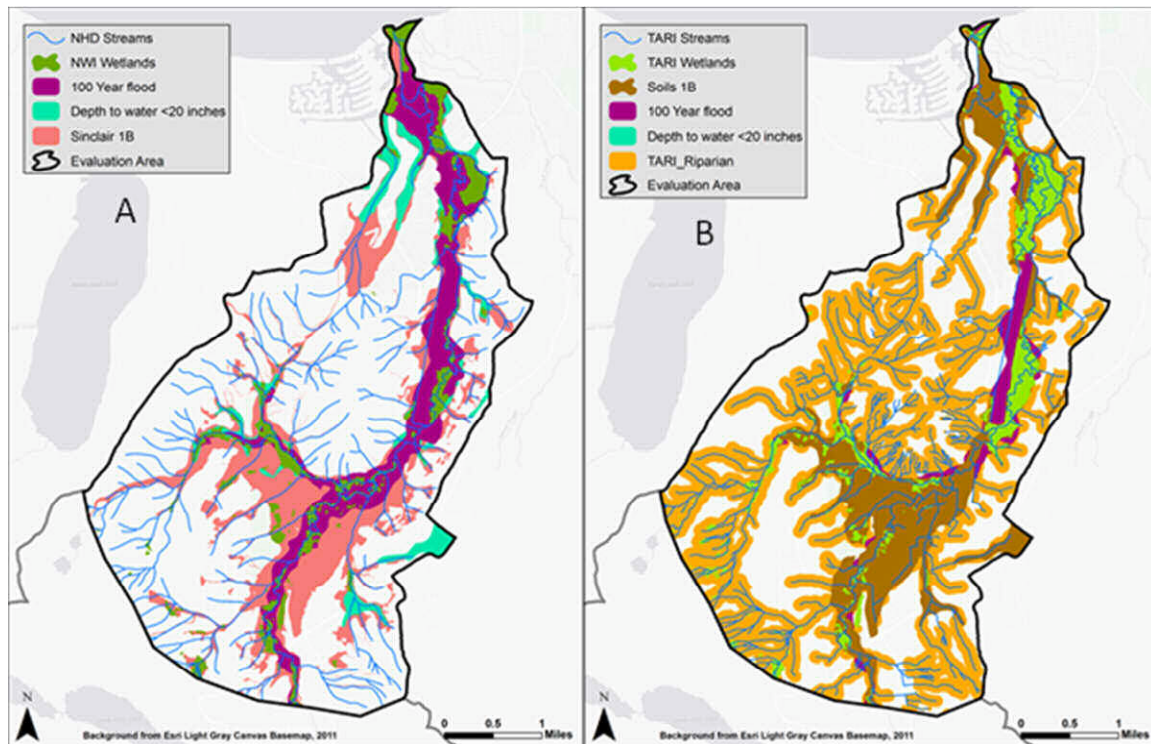 NHD Streams
NWI Wetlands
100 Year flood
Depth to water <20 inches
Sinclair 1B
Evaluation Area
A
N
Background from Esri Light Gray Canvas Basemap, 2011
0 0.5 1
Miles
TARI Streams
TARI Wetlands
Soils 1B
100 Year flood
Depth to water <20 inches
TARI_Riparian
Evaluation Area
B
N
Background from Esri Light Gray Canvas Basemap, 2011
0 0.5 1
Miles